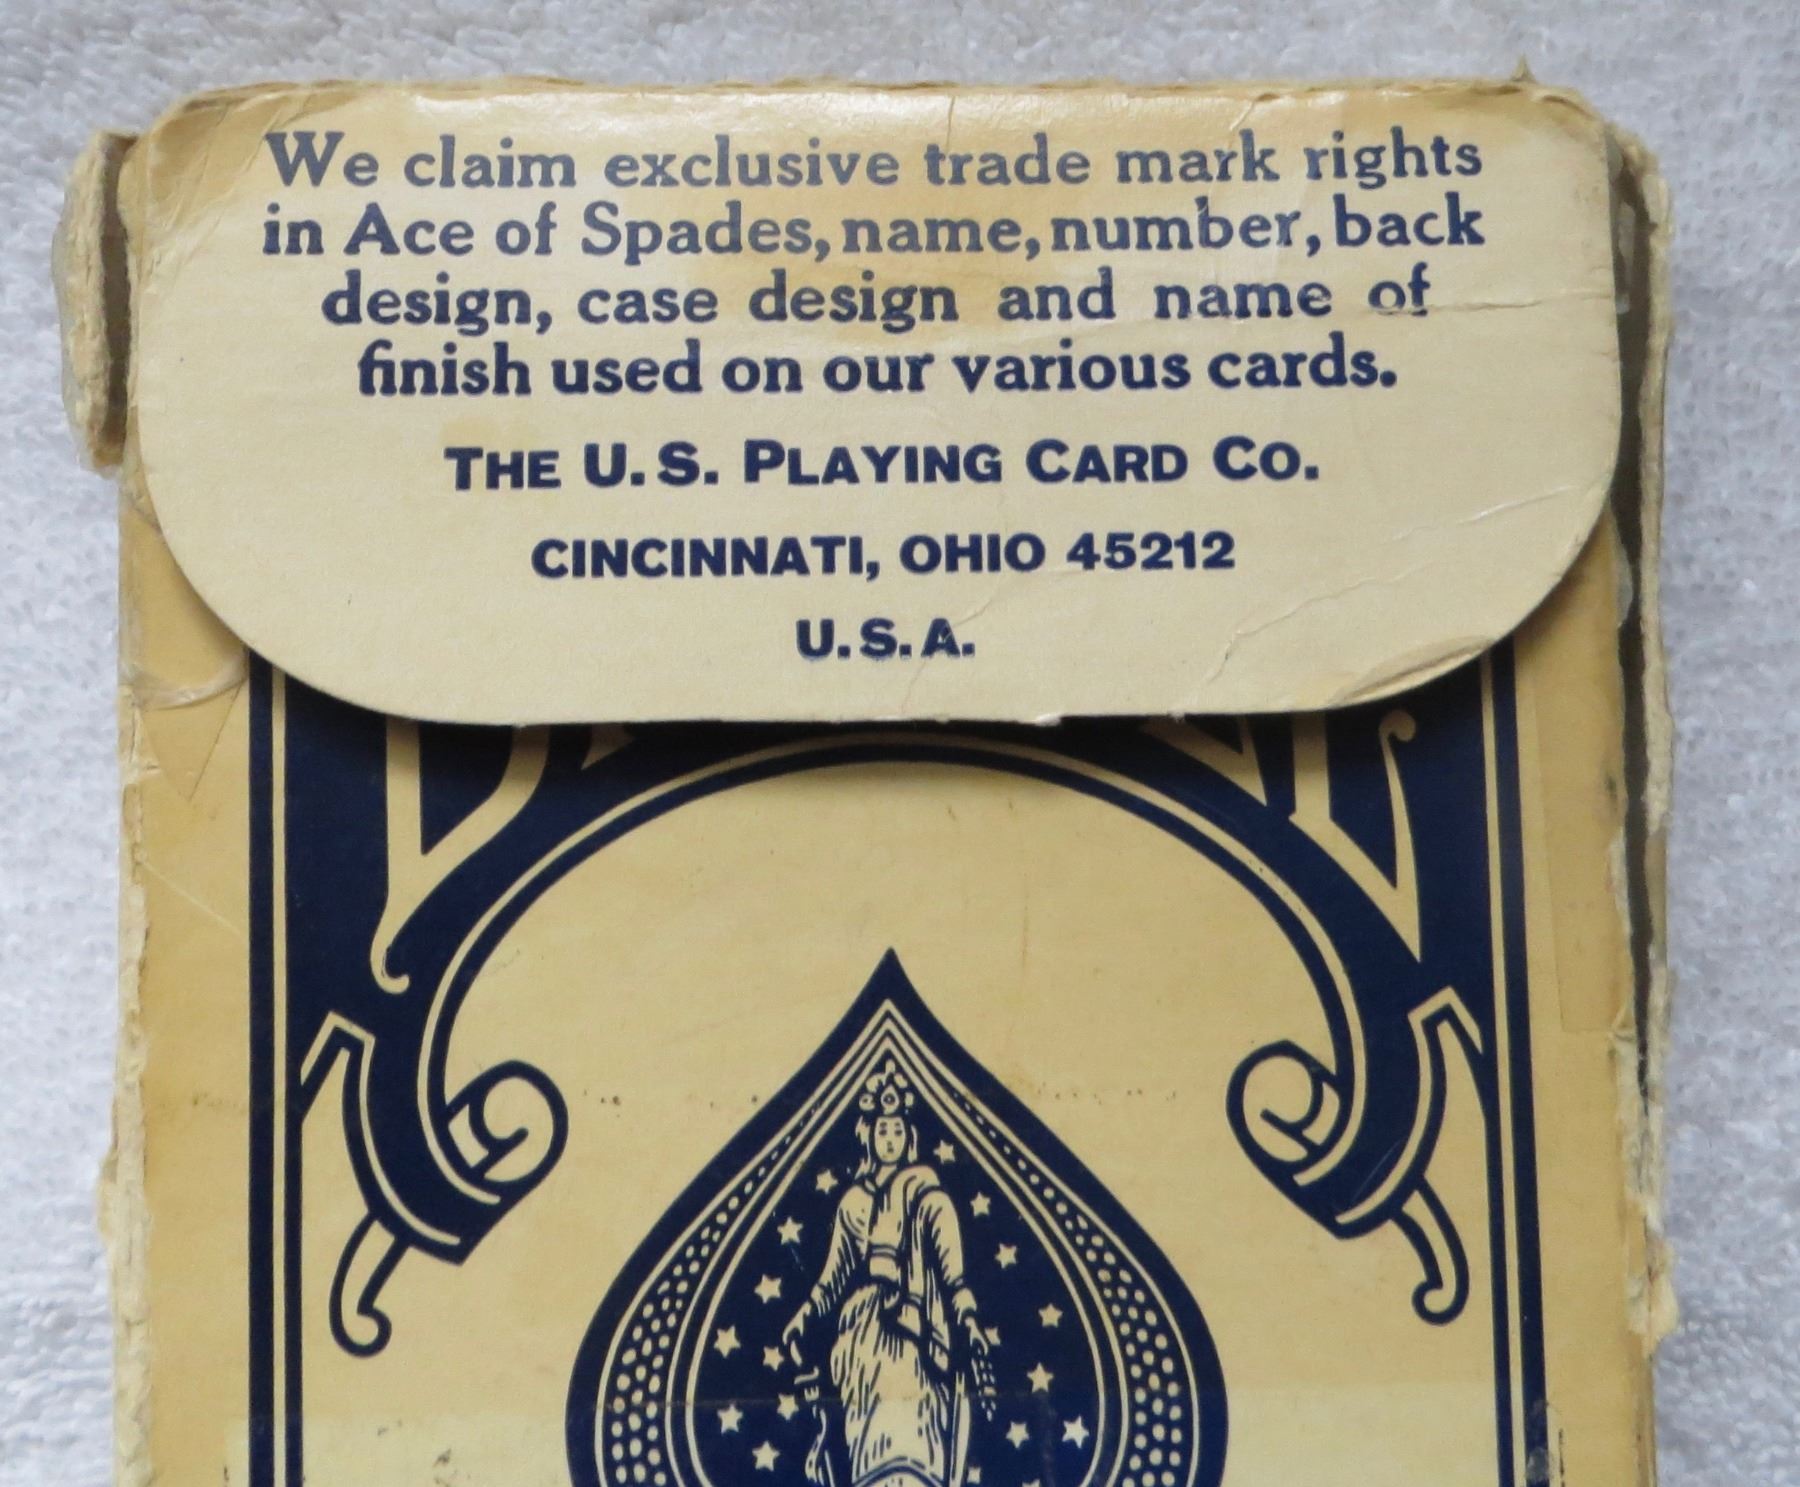 We claim exclusive trade mark rights
in Ace of Spades, name, number, back
design, case design and name of
finish used on our various cards.
THE U.S. PLAYING CARD CO.
CINCINNATI, OHIO 45212
U.S.A.